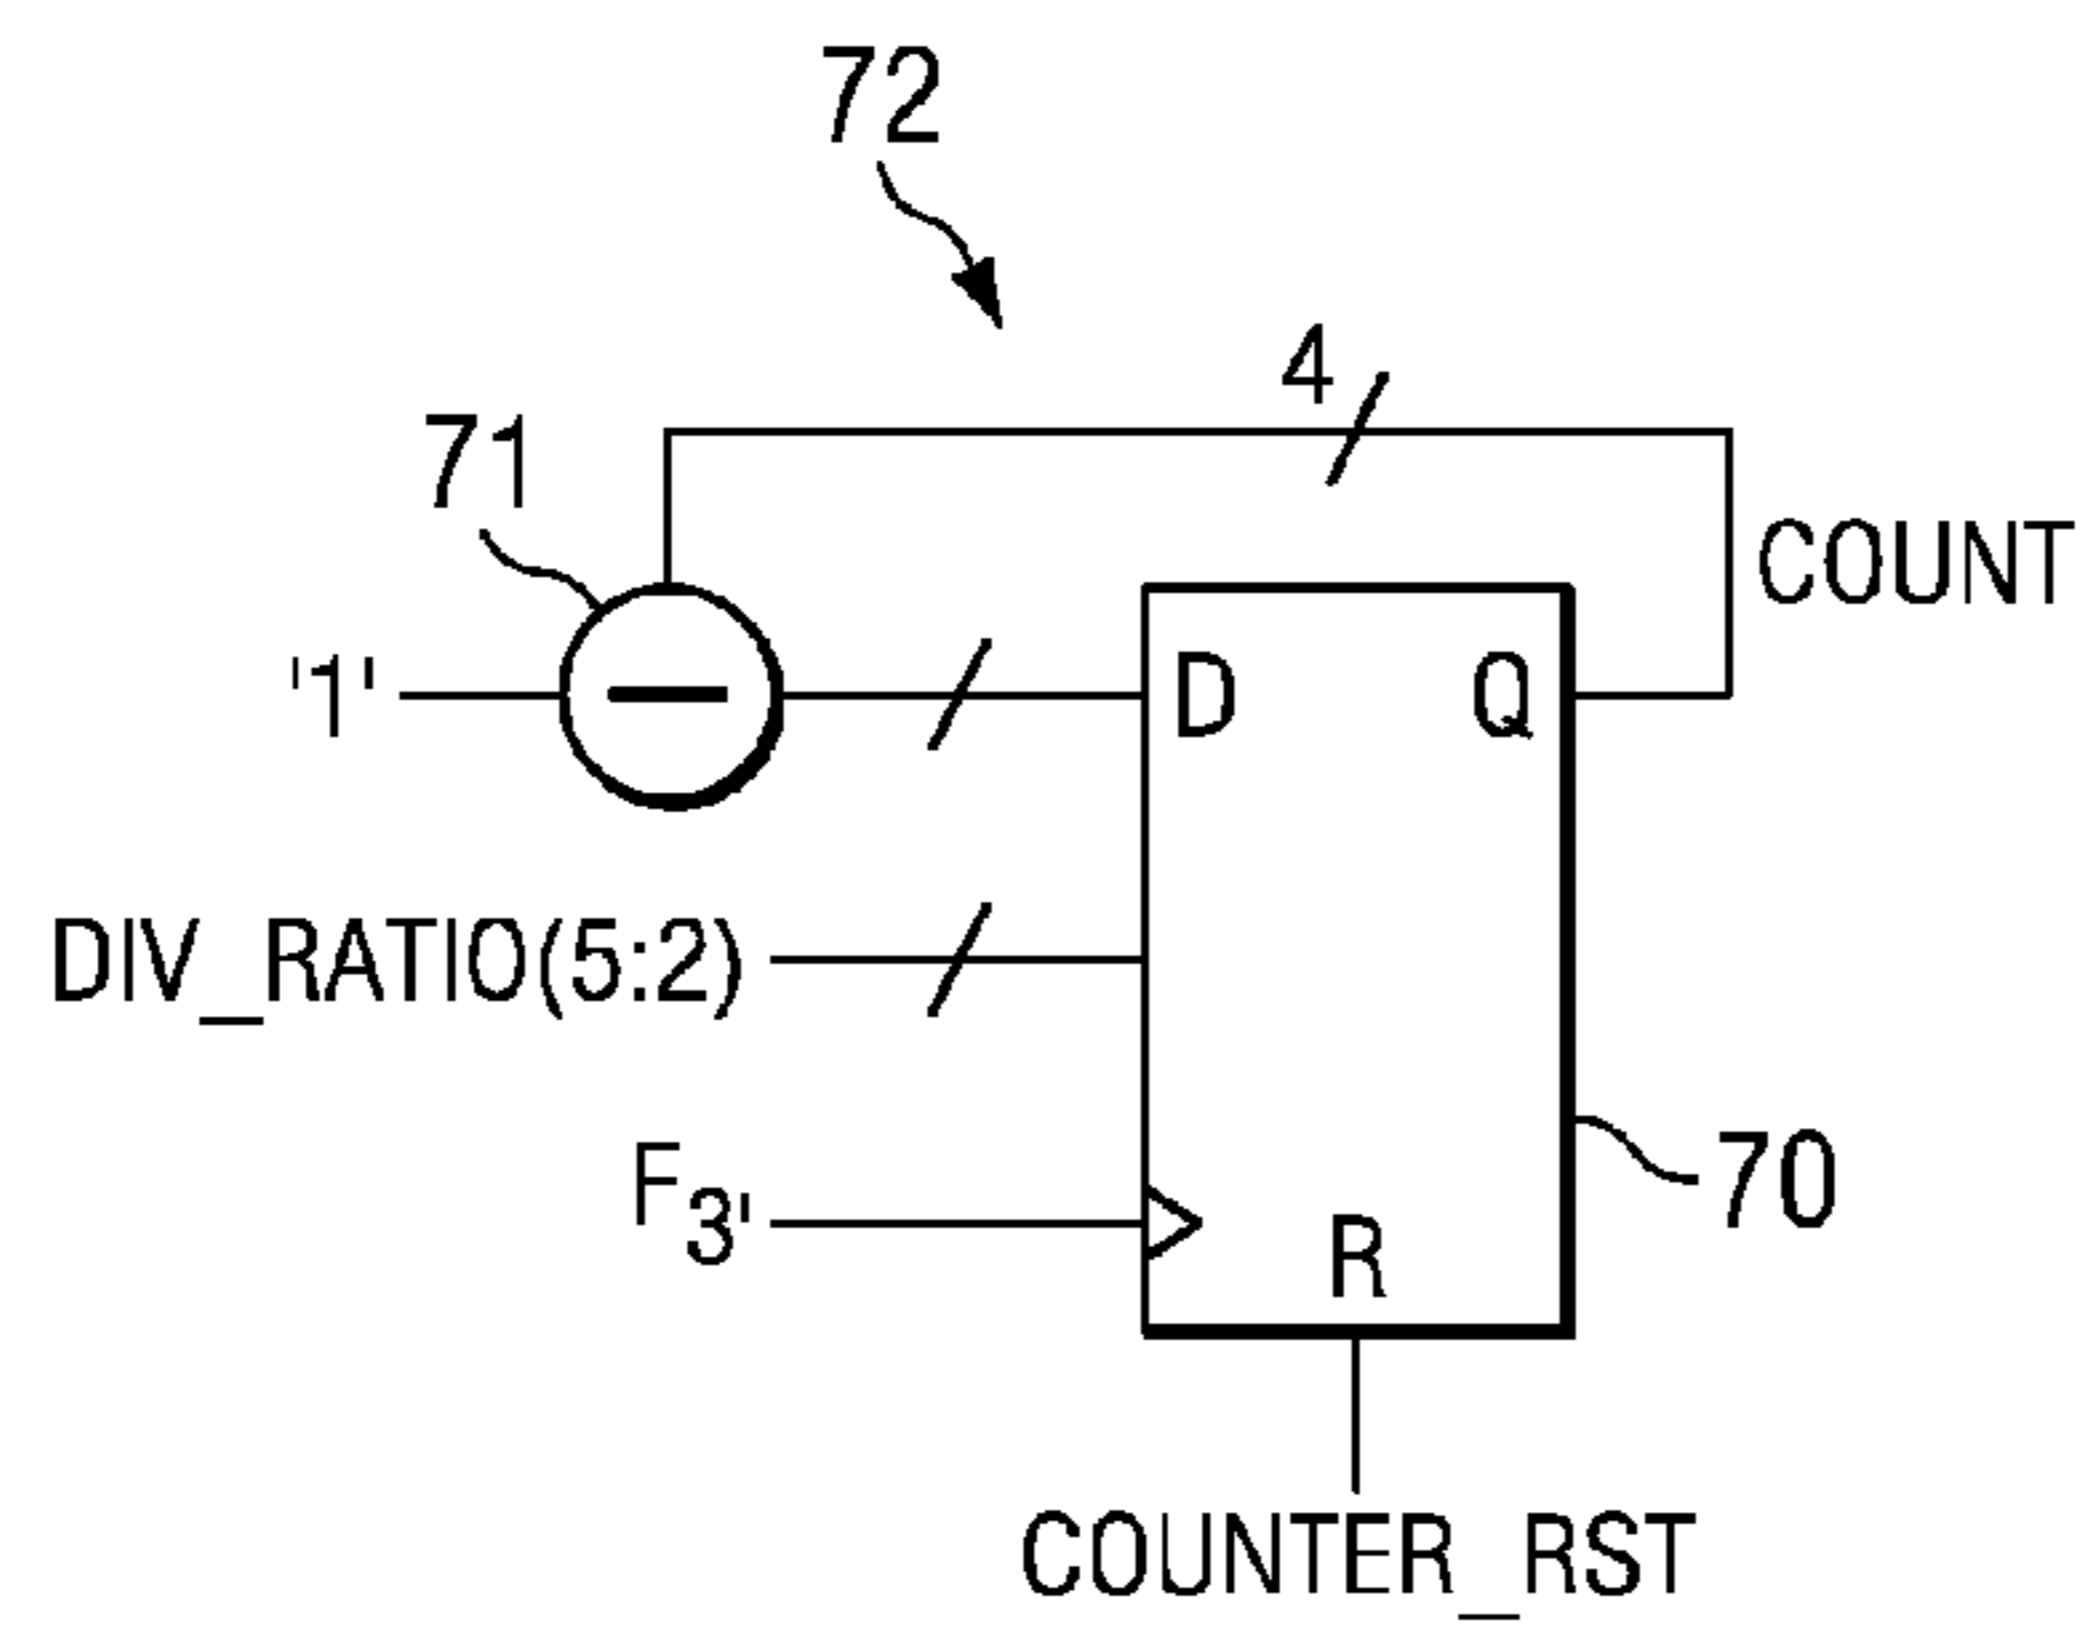 72
4
71
COUNT
'1'
D
Q
DIV_RATIO(5:2)
F3'
R
70
COUNTER_RST